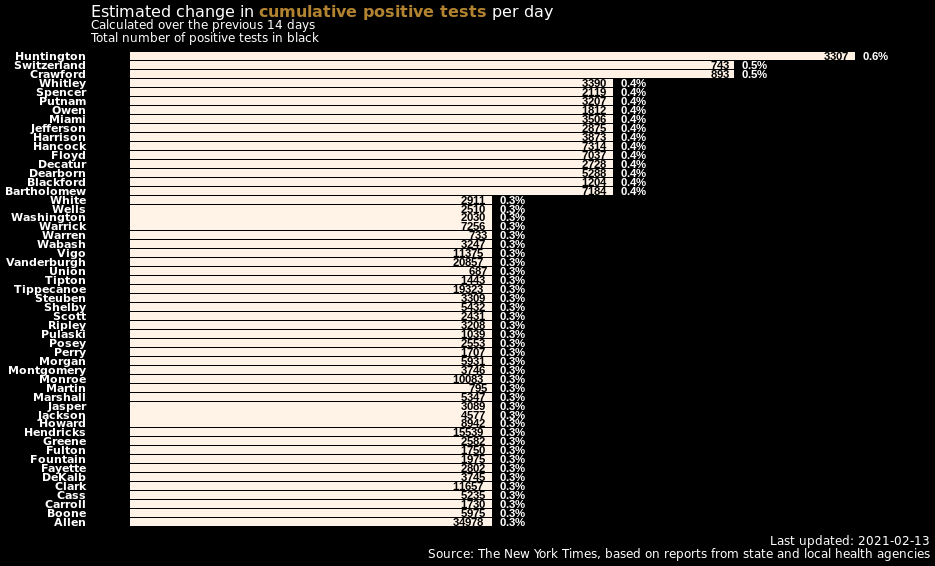 Estimated change in cumulative positive tests per day
Calculated over the previous 14 days
Total number of positive tests in black
Huntington 3307 0.6%
Switzerland 743 0.5%
Crawford 893 0.5%
Whitley 3390 0.4%
Spencer 2119 0.4%
Putnam 3207 0.4%
Owen 1812 0.4%
Miami 3506 0.4%
Jefferson 2875 0.4%
Harrison 3873 0.4%
Hancock 7314 0.4%
Floyd 7037 0.4%
Decatur 2728 0.4%
Dearborn 5288 0.4%
Blackford 1204 0.4%
Bartholomew 7184 0.4%
White 2911 0.3%
Wells 2510 0.3%
Washington 2030 0.3%
Warrick 7256 0.3%
Warren 733 0.3%
Wabash 3247 0.3%
Vigo 11375 0.3%
Vanderburgh 20857 0.3%
Union 687 0.3%
Tipton 1443 0.3%
Tippecanoe 19323 0.3%
Steuben 3309 0.3%
Shelby 5432 0.3%
Scott 2431 0.3%
Ripley 3208 0.3%
Pulaski 1039 0.3%
Posey 2553 0.3%
Perry 1707 0.3%
Morgan 5931 0.3%
Montgomery 3746 0.3%
Monroe 10083 0.3%
Martin 795 0.3%
Marshall 5347 0.3%
Jasper 3089 0.3%
Jackson 4577 0.3%
Howard 8942 0.3%
Hendricks 15539 0.3%
Greene 2582 0.3%
Fulton 1750 0.3%
Fountain 1975 0.3%
Fayette 2802 0.3%
DeKalb 3745 0.3%
Clark 11657 0.3%
Cass 5235 0.3%
Carroll 1730 0.3%
Boone 5975 0.3%
Allen 34978 0.3%
Last updated: 2021-02-13
Source: The New York Times, based on reports from state and local health agencies